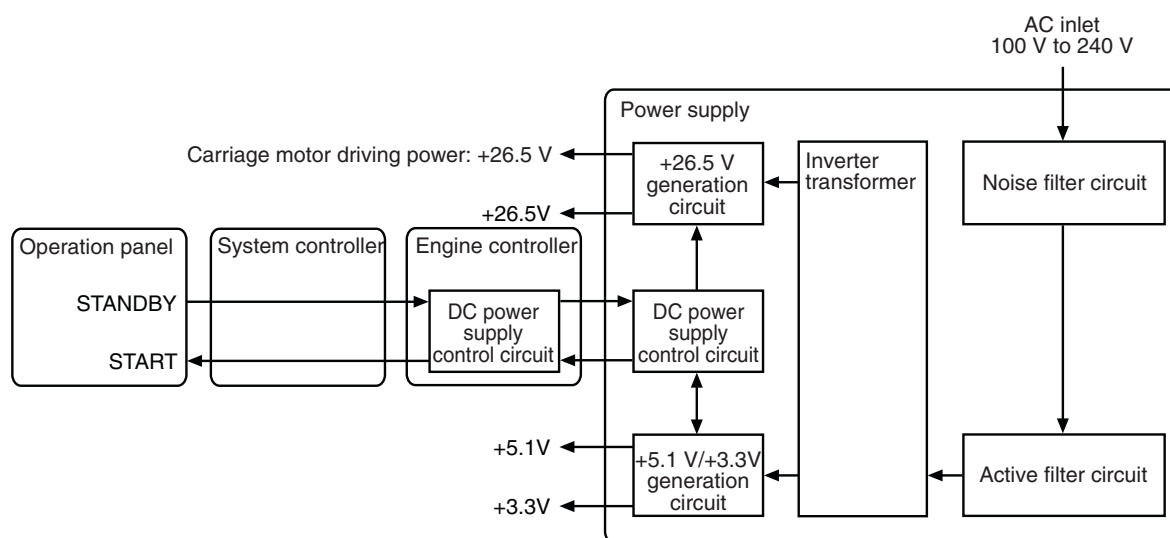 AC inlet
100 V to 240 V
Power supply
Carriage motor driving power: +26.5 V
+26.5 V
generation
circuit
Inverter
transformer
Noise filter circuit
+26.5V
Operation panel
System controller
Engine controller
STANDBY
DC power
supply
control circuit
DC power
supply
control circuit
START
+5.1V
+5.1 V/+3.3V
generation
circuit
Active filter circuit
+3.3V